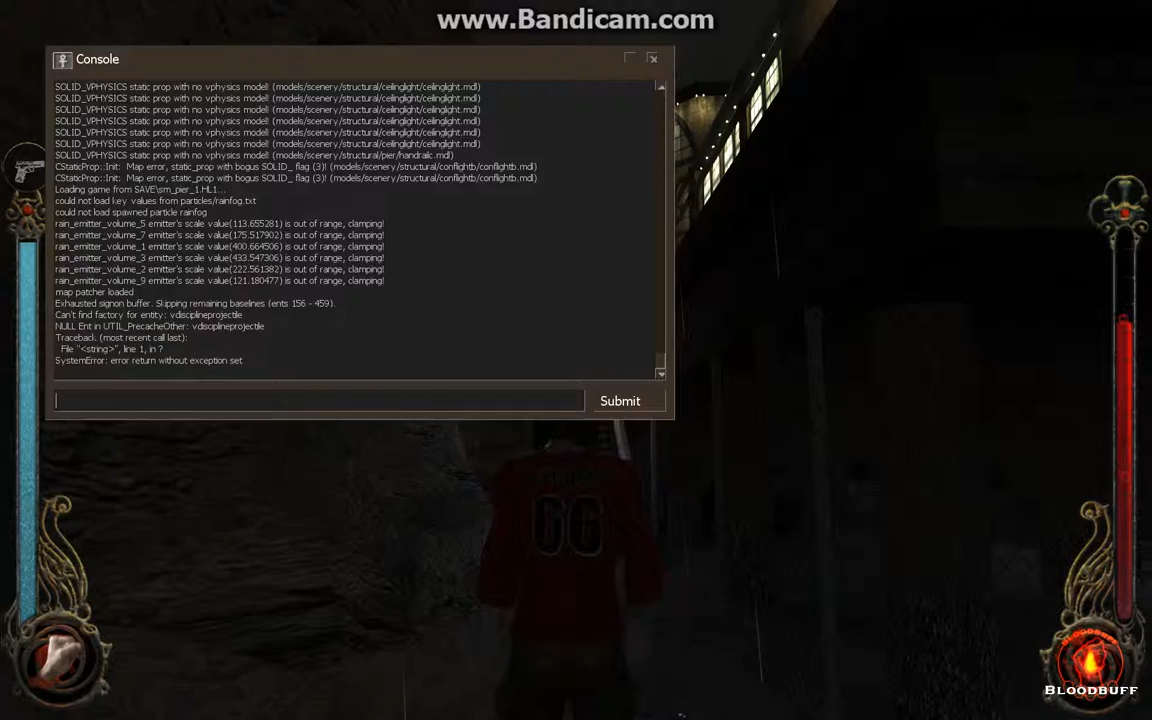 www.Bandicam.com
Console
SOLID_VPHYSICS static prop with no vphysics model! (models/scenery/structural/ceilinglight/ceilinglight.mdl)
SOLID_VPHYSICS static prop with no vphysics model! (models/scenery/structural/ceilinglight/ceilinglight.mdl)
SOLID_VPHYSICS static prop with no vphysics model! (models/scenery/structural/ceilinglight/ceilinglight.mdl)
SOLID_VPHYSICS static prop with no vphysics model! (models/scenery/structural/ceilinglight/ceilinglight.mdl)
SOLID_VPHYSICS static prop with no vphysics model! (models/scenery/structural/ceilinglight/ceilinglight.mdl)
SOLID_VPHYSICS static prop with no vphysics model! (models/scenery/structural/ceilinglight/ceilinglight.mdl)
SOLID_VPHYSICS static prop with no vphysics model! (models/scenery/structural/pier/handrailc.mdl)
CStaticProp::Init:  Map error, static_prop with bogus SOLID_ flag (3)! (models/scenery/structural/conflightb/conflightb.mdl)
CStaticProp::Init:  Map error, static_prop with bogus SOLID_ flag (3)! (models/scenery/structural/conflightb/conflightb.mdl)
Loading game from SAVE\sm_pier_1.HL1...
could not load key values from particles/rainfog.txt
could not load spawned particle rainfog
rain_emitter_volume_5 emitter's scale value(113.655281) is out of range, clamping!
rain_emitter_volume_7 emitter's scale value(175.517902) is out of range, clamping!
rain_emitter_volume_1 emitter's scale value(400.664506) is out of range, clamping!
rain_emitter_volume_3 emitter's scale value(433.547306) is out of range, clamping!
rain_emitter_volume_2 emitter's scale value(222.561382) is out of range, clamping!
rain_emitter_volume_9 emitter's scale value(121.180477) is out of range, clamping!
map patcher loaded
Exhausted signon buffer. Skipping remaining baselines (ents 156 - 459).
Can't find factory for entity: vdisciplineprojectile
NULL Ent in UTIL_PrecacheOther: vdisciplineprojectile
Traceback (most recent call last):
  File "<string>", line 1, in ?
SystemError: error return without exception set
Submit
66
BLOODBUFF
BLOODBUFF